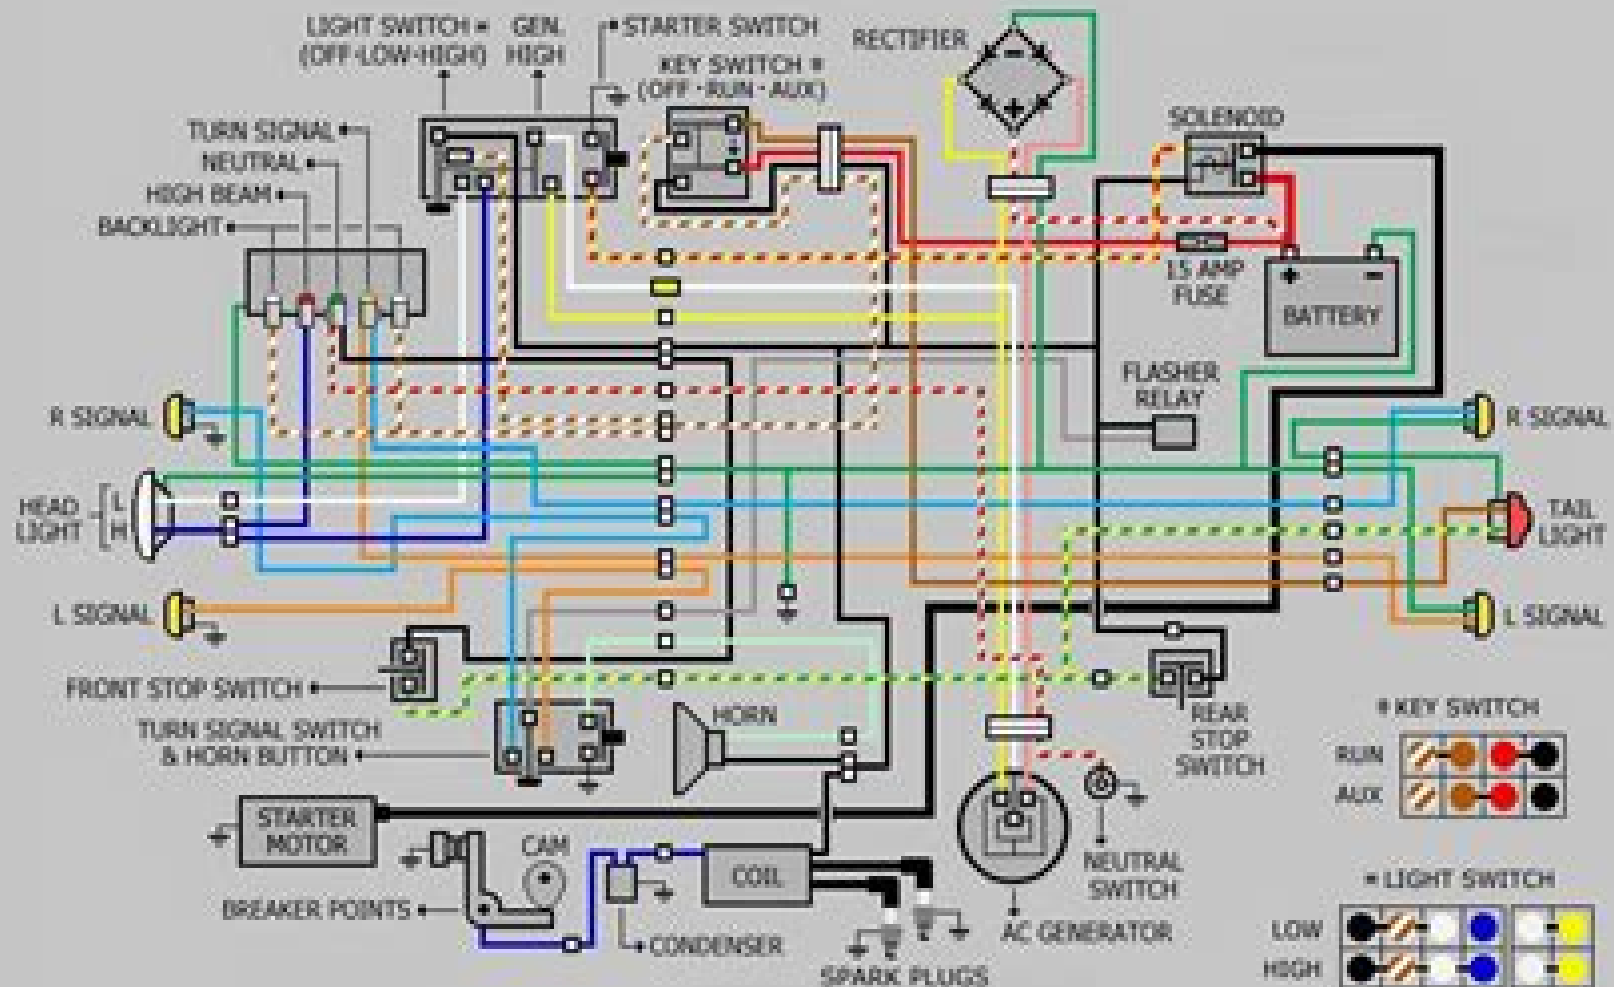 LIGHT SWITCH *
(OFF·LOW·HIGH)
GEN.
HIGH
STARTER SWITCH
KEY SWITCH *
(OFF·RUN·AUX)
RECTIFIER
-
+
SOLENOID
TURN SIGNAL
NEUTRAL
HIGH BEAM
BACKLIGHT
15 AMP
FUSE
+ -
BATTERY
FLASHER
RELAY
R SIGNAL
R SIGNAL
HEAD
LIGHT
L
H
TAIL
LIGHT
L SIGNAL
L SIGNAL
FRONT STOP SWITCH
TURN SIGNAL SWITCH
& HORN BUTTON
HORN
REAR
STOP
SWITCH
* KEY SWITCH
RUN
AUX
STARTER
MOTOR
CAM
COIL
NEUTRAL
SWITCH
BREAKER POINTS
CONDENSER
SPARK PLUGS
AC GENERATOR
* LIGHT SWITCH
LOW
HIGH